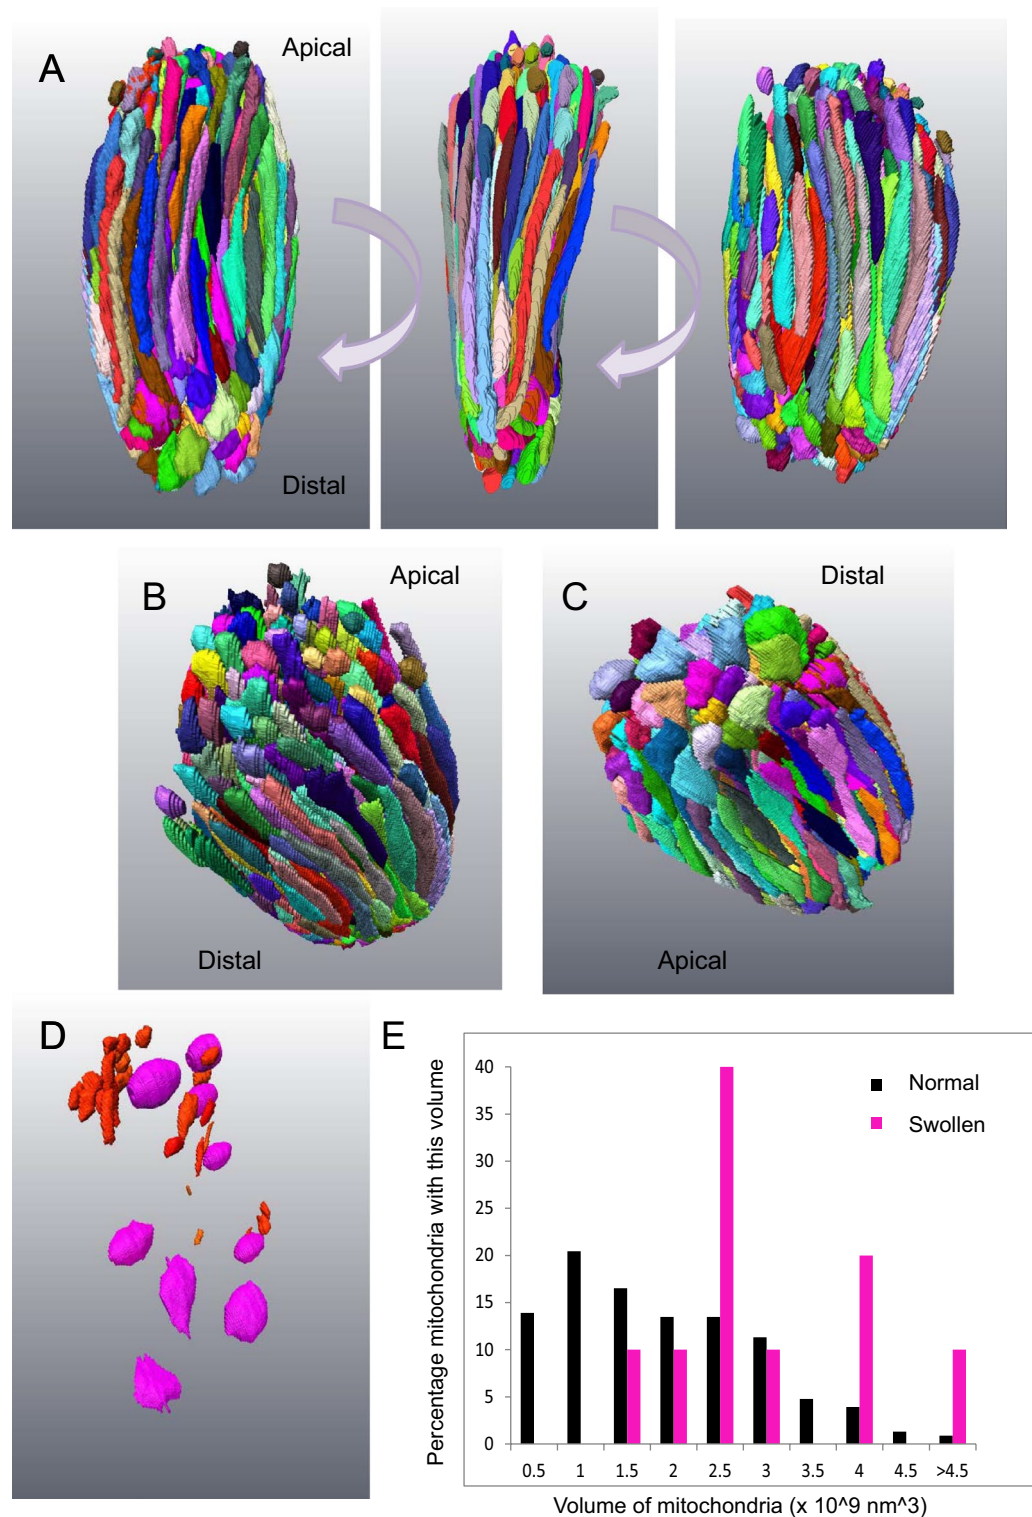 A
Apical
Distal
B
Apical
Distal
C
Distal
Apical
D
E
Percentage mitochondria with this volume
40
35
30
25
20
15
10
5
0
Normal
Swollen
0.5 1 1.5 2 2.5 3 3.5 4 4.5 >4.5
Volume of mitochondria (x 10^9 nm^3)